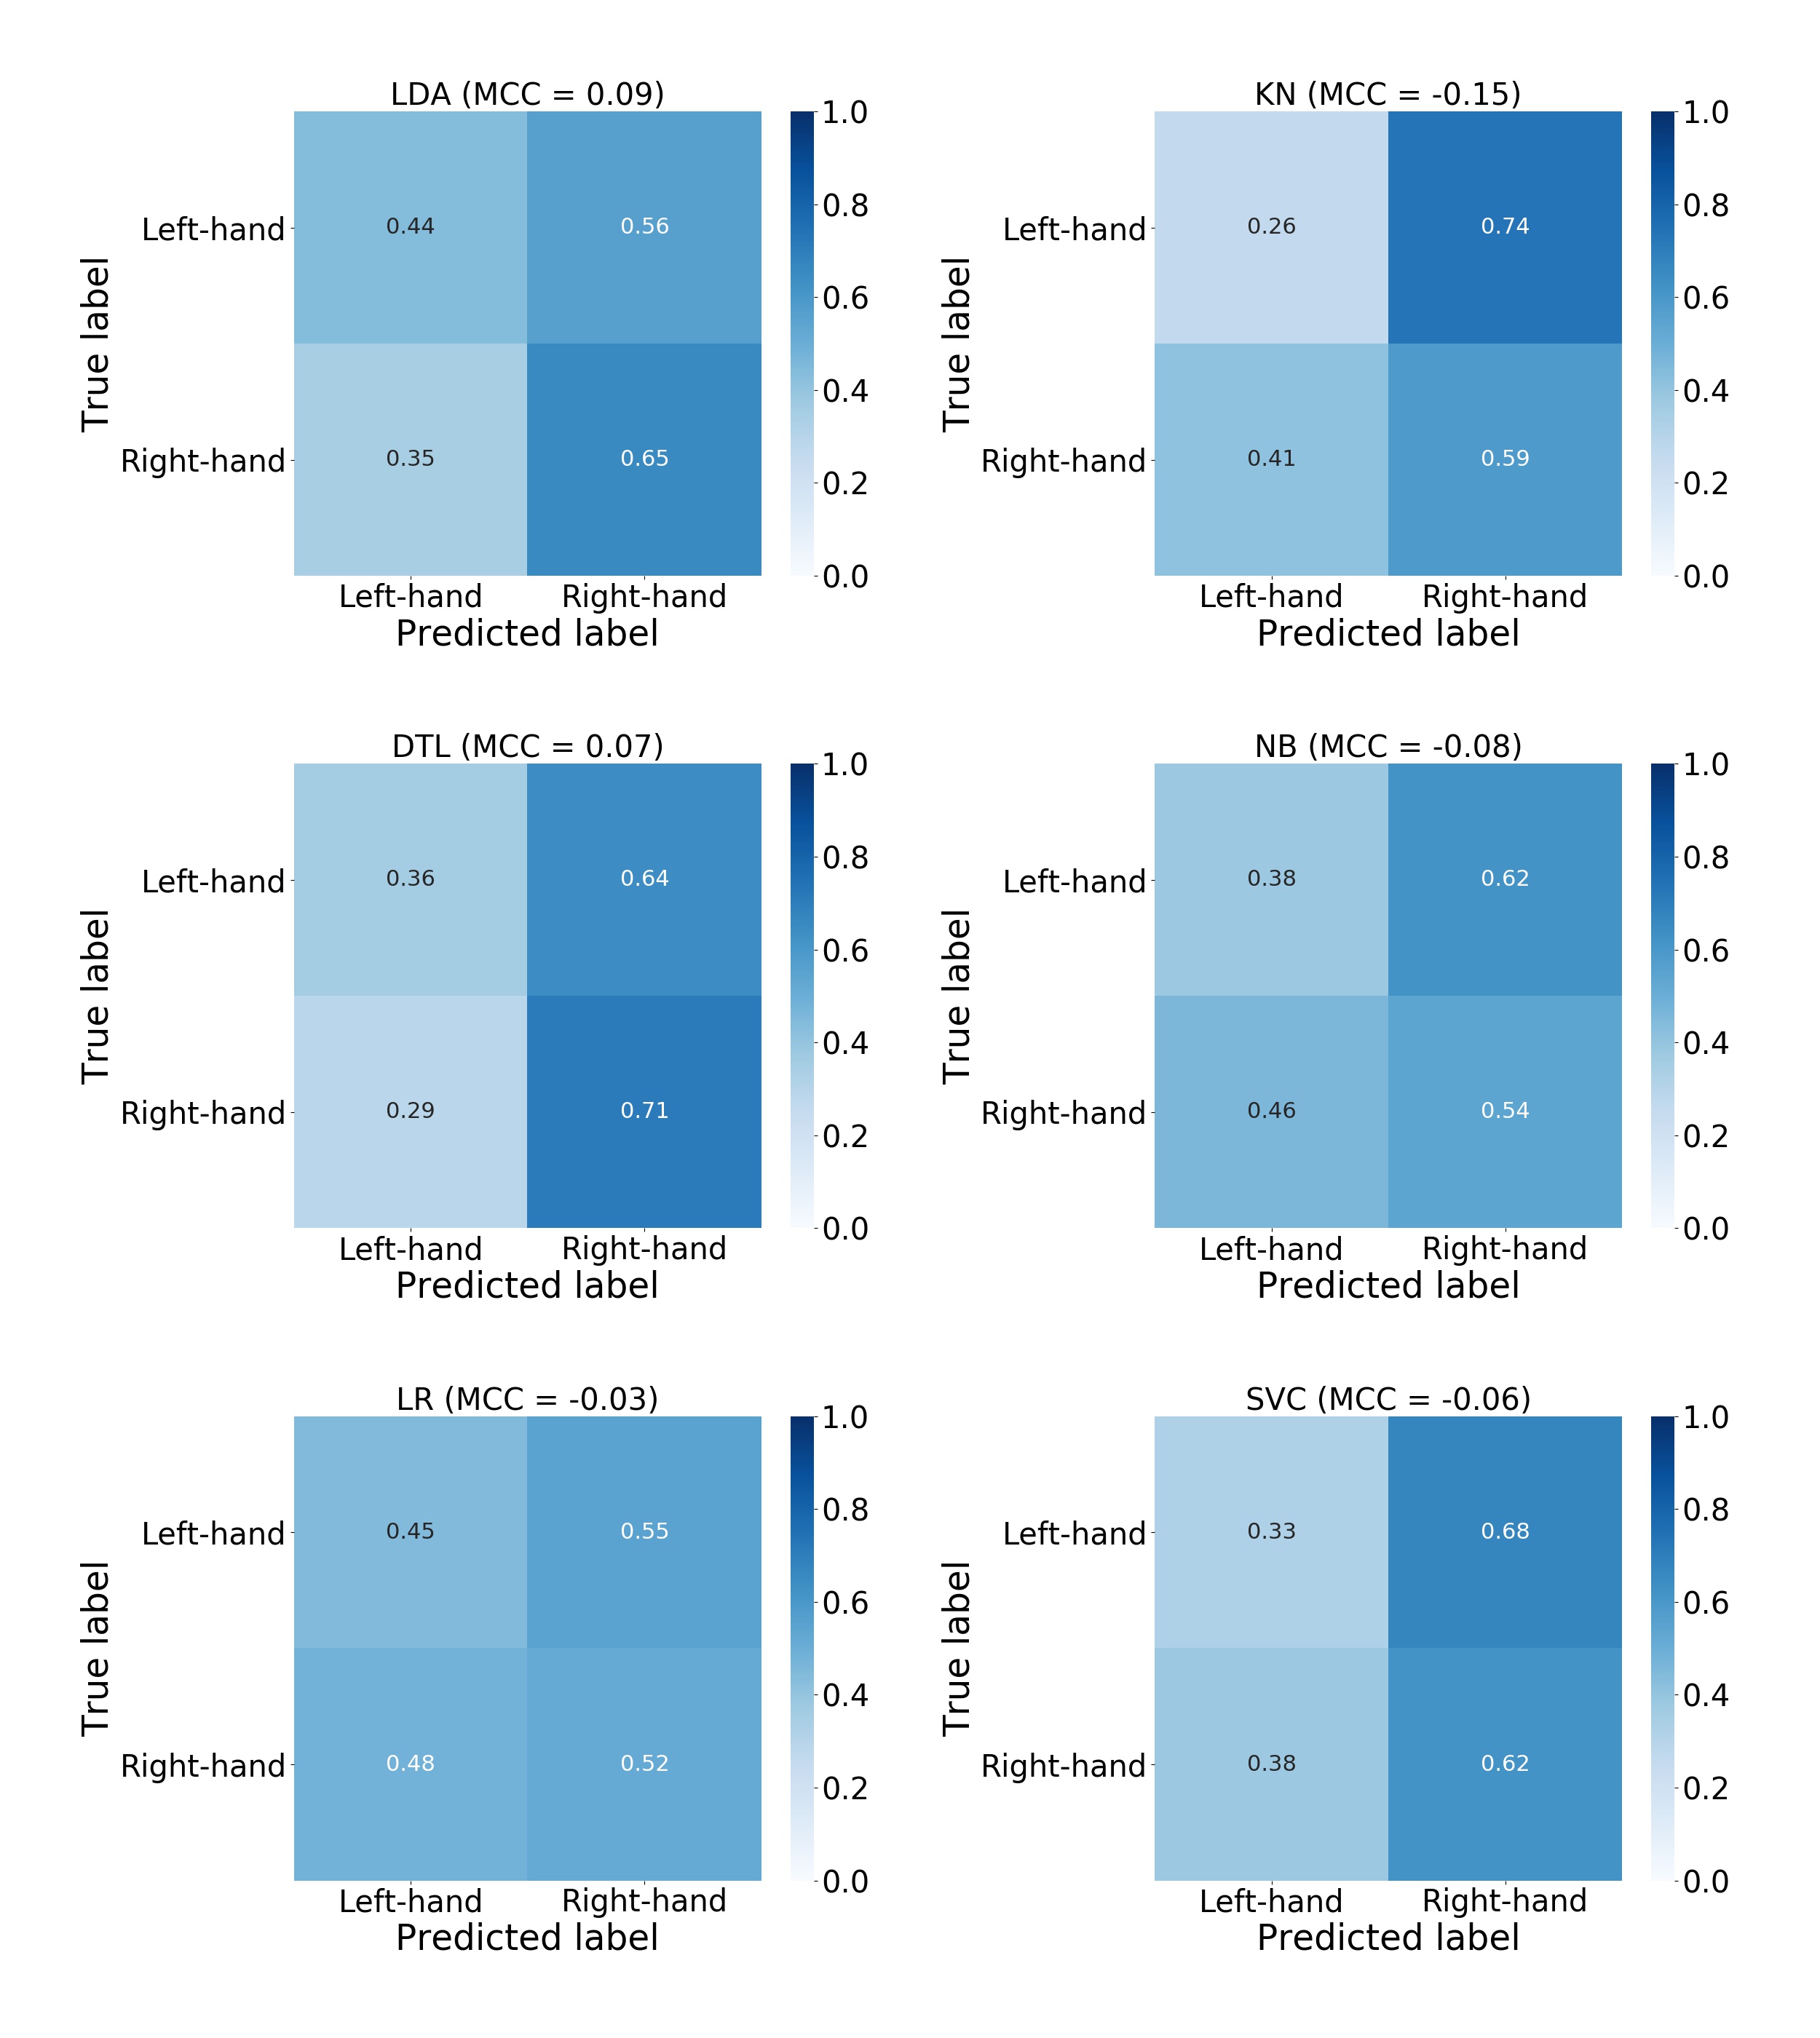 LDA (MCC = 0.09)
1.0
0.8
0.6
0.4
0.2
0.0
True label
Left-hand
0.44 0.56
Right-hand
0.35 0.65
Left-hand Right-hand
Predicted label
KN (MCC = -0.15)
1.0
0.8
0.6
0.4
0.2
0.0
True label
Left-hand
0.26 0.74
Right-hand
0.41 0.59
Left-hand Right-hand
Predicted label
DTL (MCC = 0.07)
1.0
0.8
0.6
0.4
0.2
0.0
True label
Left-hand
0.36 0.64
Right-hand
0.29 0.71
Left-hand Right-hand
Predicted label
NB (MCC = -0.08)
1.0
0.8
0.6
0.4
0.2
0.0
True label
Left-hand
0.38 0.62
Right-hand
0.46 0.54
Left-hand Right-hand
Predicted label
LR (MCC = -0.03)
1.0
0.8
0.6
0.4
0.2
0.0
True label
Left-hand
0.45 0.55
Right-hand
0.48 0.52
Left-hand Right-hand
Predicted label
SVC (MCC = -0.06)
1.0
0.8
0.6
0.4
0.2
0.0
True label
Left-hand
0.33 0.68
Right-hand
0.38 0.62
Left-hand Right-hand
Predicted label